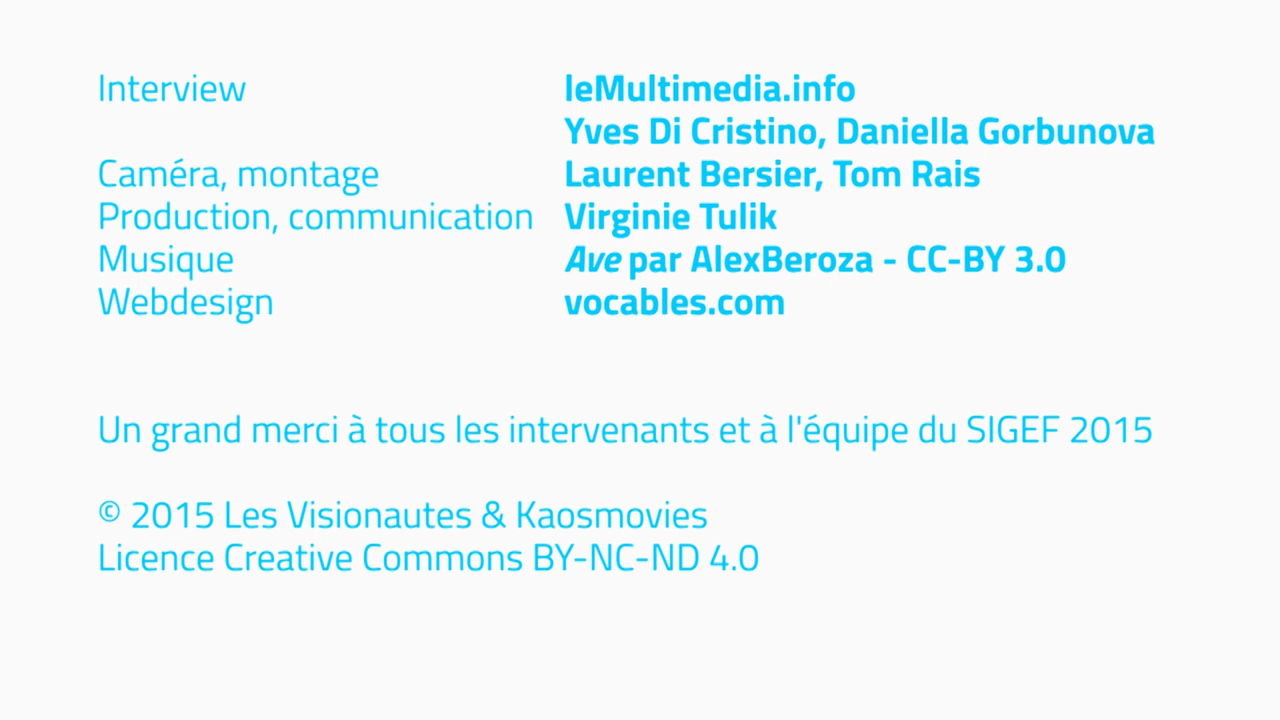 Interview leMultimedia.info
Yves Di Cristino, Daniella Gorbunova
Caméra, montage Laurent Bersier, Tom Rais
Production, communication Virginie Tulik
Musique Ave par AlexBeroza - CC-BY 3.0
Webdesign vocables.com
Un grand merci à tous les intervenants et à l'équipe du SIGEF 2015
© 2015 Les Visionautes & Kaosmovies
Licence Creative Commons BY-NC-ND 4.0